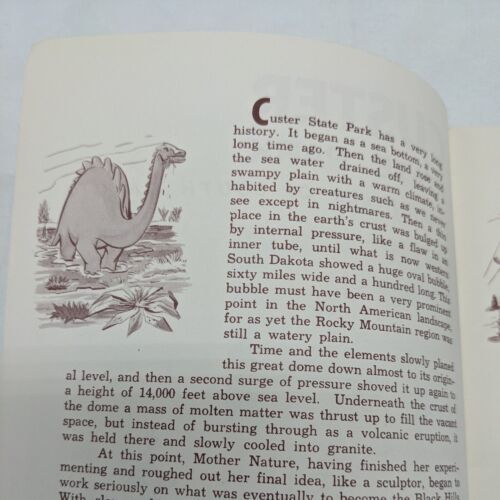 Custer State Park has a very long
history. It began as a sea bottom, a very
long time ago. Then the land rose and
the sea water drained off, leaving a
swampy plain with a warm climate, in-
habited by creatures such as we never
see except in nightmares. Then a thin
place in the earth's crust was bulged up
by internal pressure, like a flaw in an
inner tube, until what is now western
South Dakota showed a huge oval bubble,
sixty miles wide and a hundred long. This
bubble must have been a very prominent
point in the North American landscape,
for as yet the Rocky Mountain region was
still a watery plain.
Time and the elements slowly planed
this great dome down almost to its origin-
al level, and then a second surge of pressure shoved it up again to
a height of 14,000 feet above sea level. Underneath the crust of
the dome a mass of molten matter was thrust up to fill the vacant
space, but instead of bursting through as a volcanic eruption, it
was held there and slowly cooled into granite.
At this point, Mother Nature, having finished her experi-
menting and roughed out her final idea, like a sculptor, began to
work seriously on what was eventually to become the Black Hills